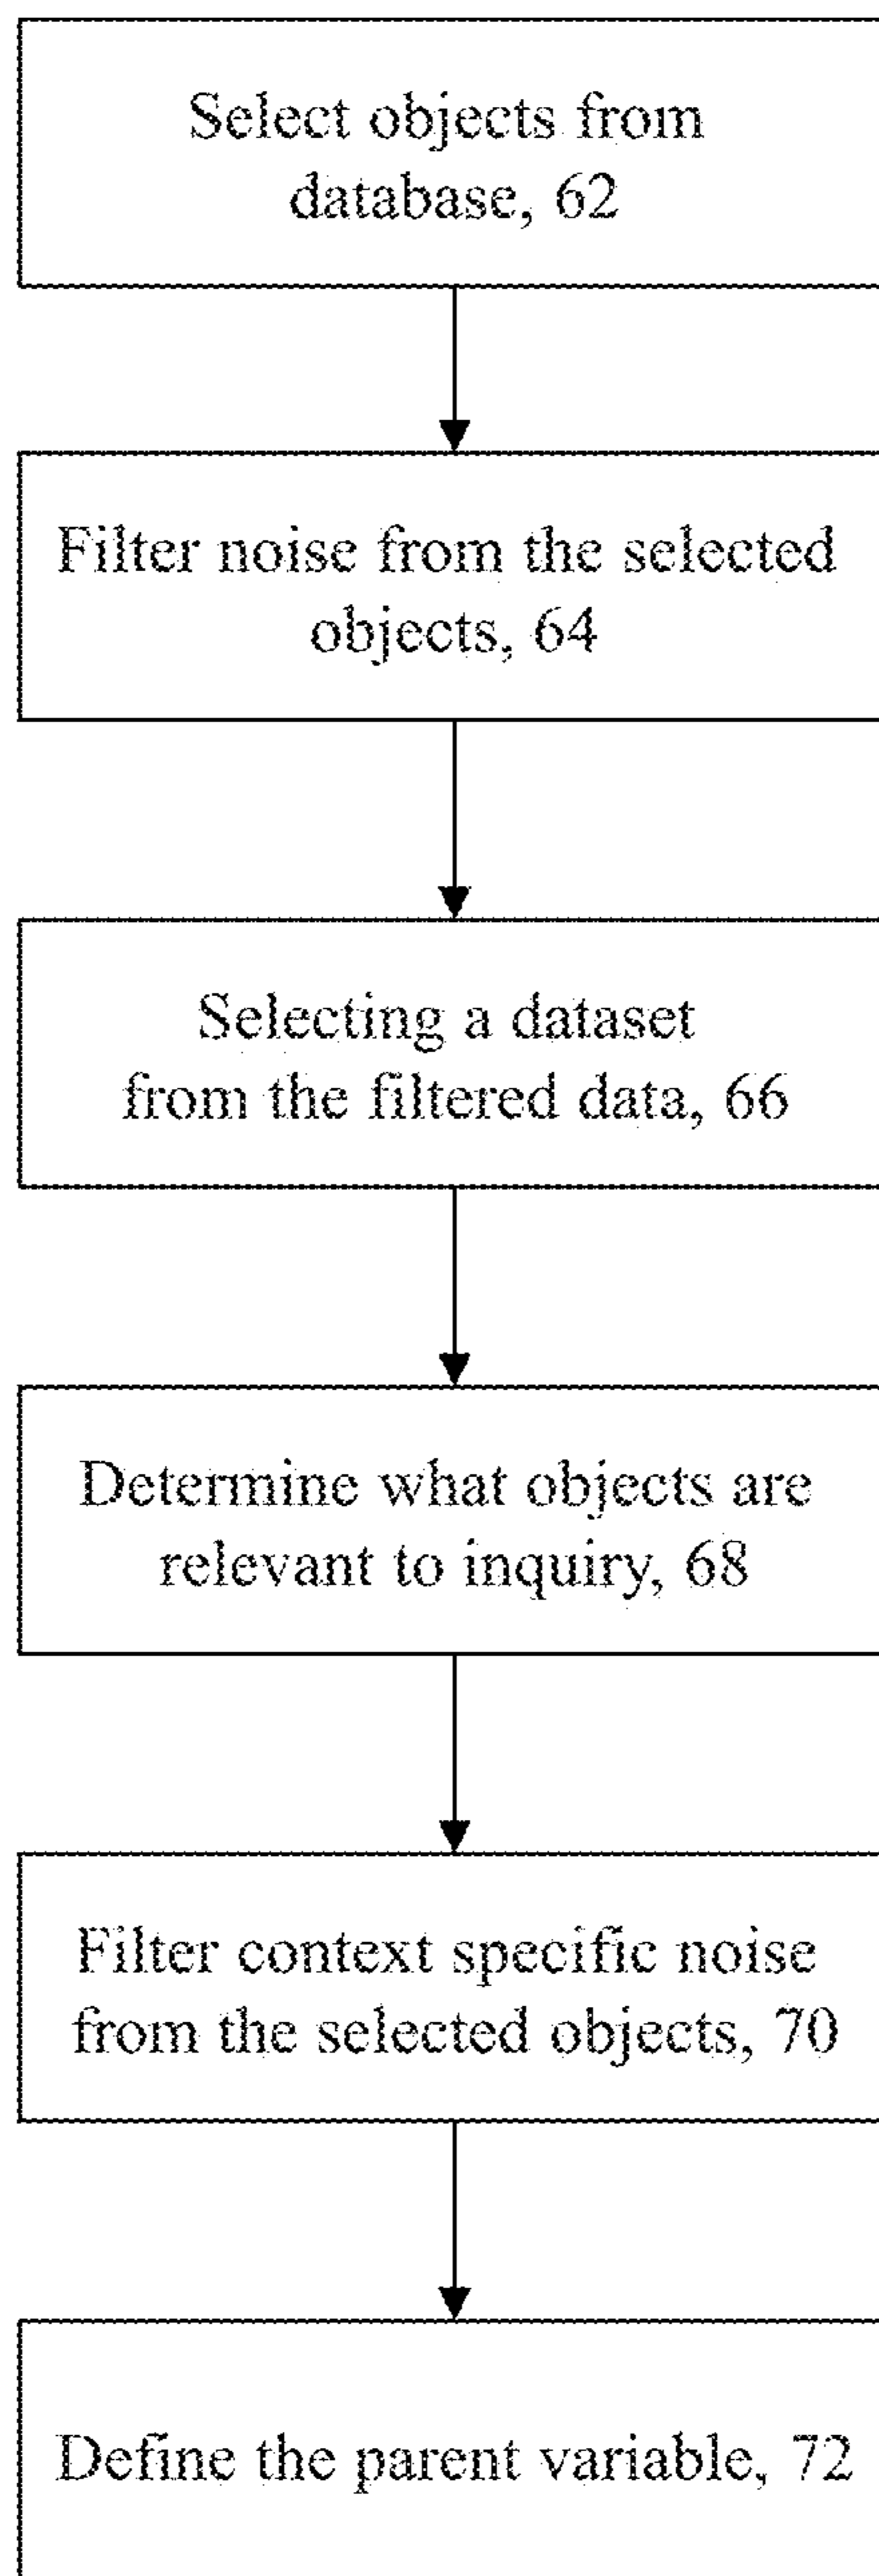 Select objects from
database, 62
Filter noise from the selected
objects, 64
Selecting a dataset
from the filtered data, 66
Determine what objects are
relevant to inquiry, 68
Filter context specific noise
from the selected objects, 70
Define the parent variable, 72